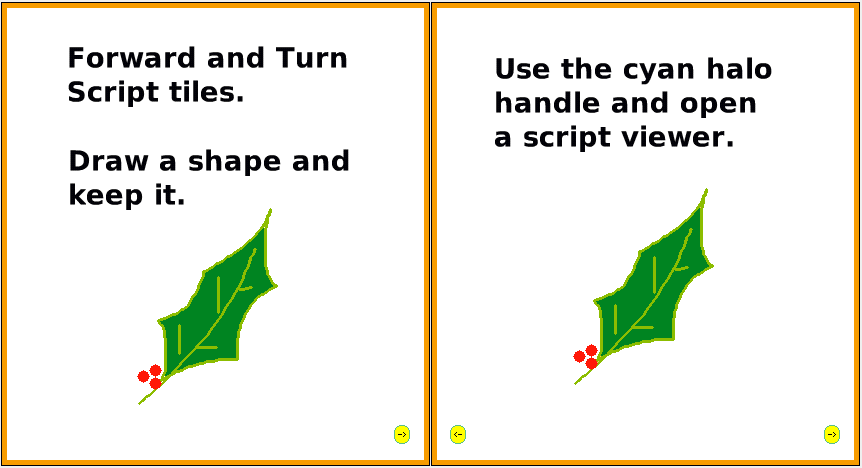 Forward and Turn
Script tiles.
Draw a shape and
keep it.
Use the cyan halo
handle and open
a script viewer.